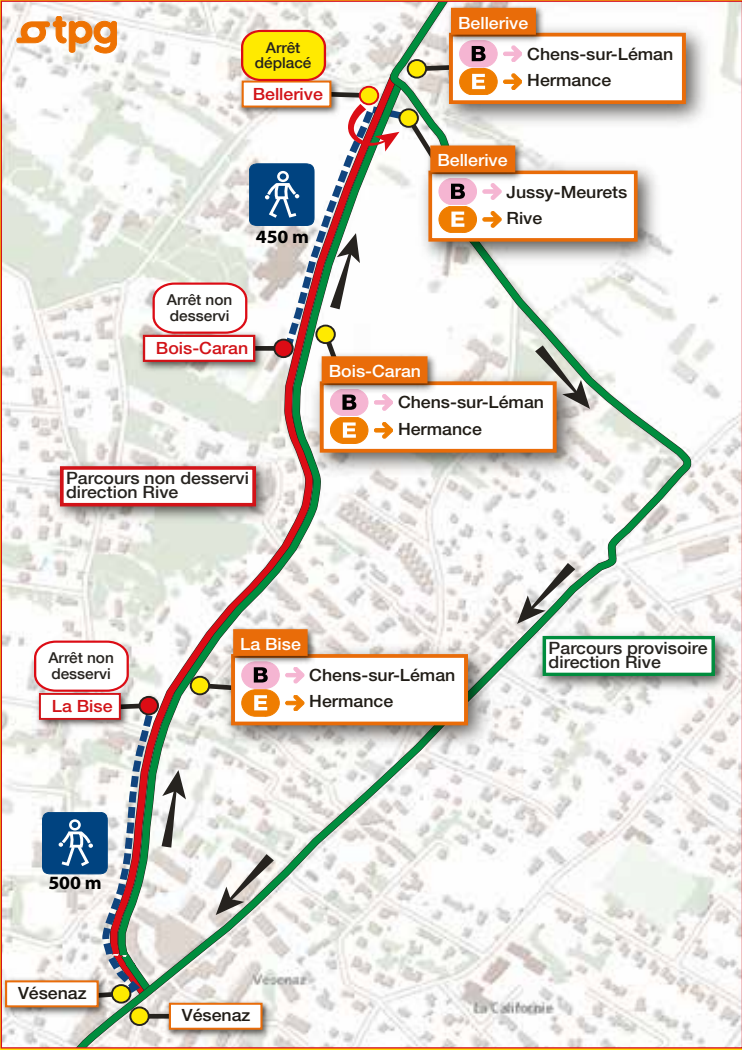 tpg
Bellerive
B → Chens-sur-Léman
E → Hermance
Arrêt
déplacé
Bellerive
Bellerive
B → Jussy-Meurets
E → Rive
450 m
Arrêt non
desservi
Bois-Caran
Bois-Caran
B → Chens-sur-Léman
E → Hermance
Parcours non desservi
direction Rive
Parcours provisoire
direction Rive
La Bise
B → Chens-sur-Léman
E → Hermance
Arrêt non
desservi
La Bise
500 m
Vésenaz
La Californie
Vésenaz
Vésenaz